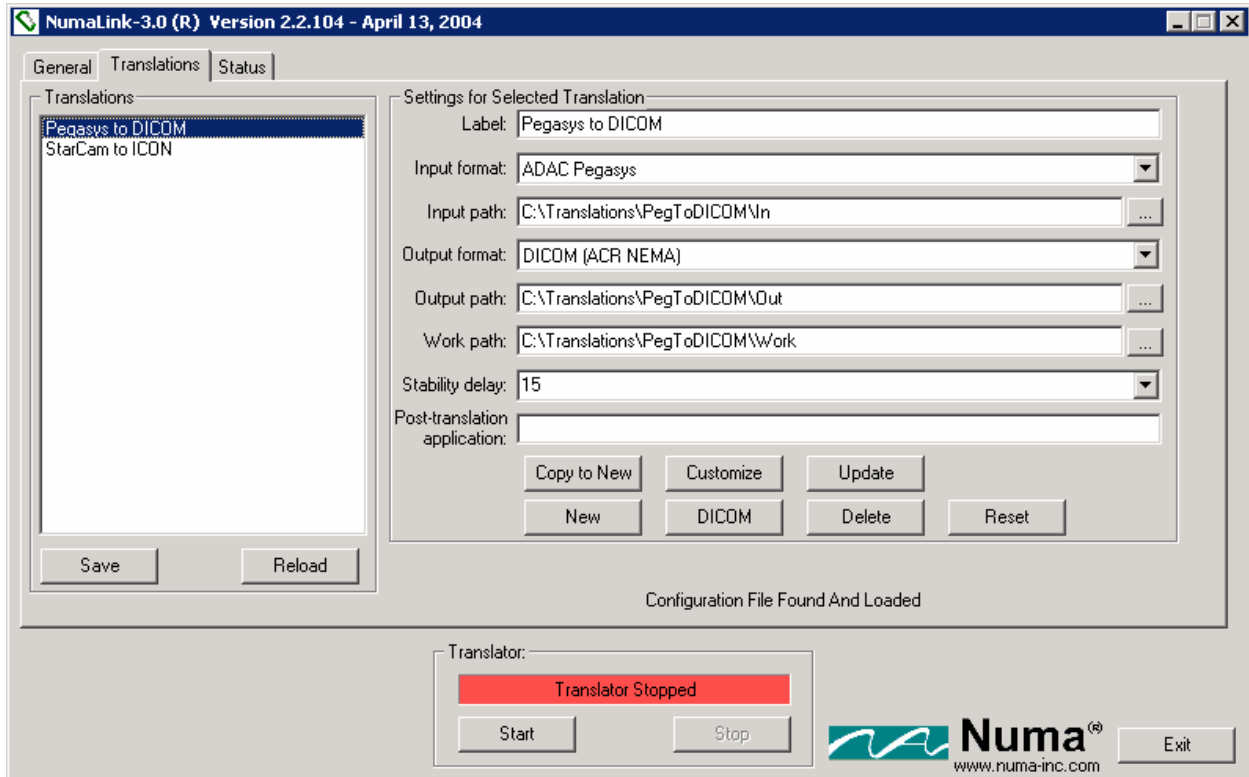 NumaLink-3.0 (R) Version 2.2.104 - April 13, 2004
General
Translations
Status
Translations
Pegasys to DICOM
StarCam to ICON
Save
Reload
Settings for Selected Translation
Label: Pegasys to DICOM
Input format: ADAC Pegasys
Input path: C:\Translations\PegToDICOM\In ...
Output format: DICOM (ACR NEMA)
Output path: C:\Translations\PegToDICOM\Out ...
Work path: C:\Translations\PegToDICOM\Work ...
Stability delay: 15
Post-translation
application:
Copy to New
Customize
Update
New
DICOM
Delete
Reset
Configuration File Found And Loaded
Translator:
Translator Stopped
Start
Stop
Numa®
www.numa-inc.com
Exit